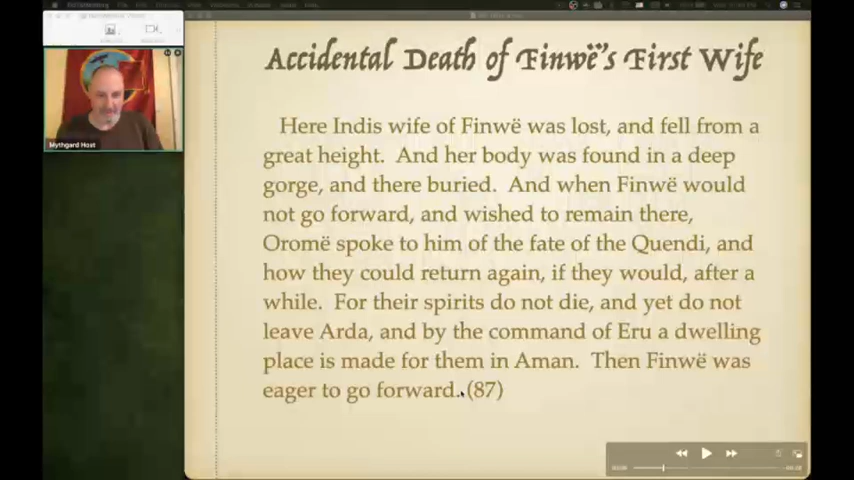 Accidental Death of Finwë's First Wife
Here Indis wife of Finwë was lost, and fell from a
great height. And her body was found in a deep
gorge, and there buried. And when Finwë would
not go forward, and wished to remain there,
Oromë spoke to him of the fate of the Quendi, and
how they could return again, if they would, after a
while. For their spirits do not die, and yet do not
leave Arda, and by the command of Eru a dwelling
place is made for them in Aman. Then Finwë was
eager to go forward. (87)
Mythgard Host